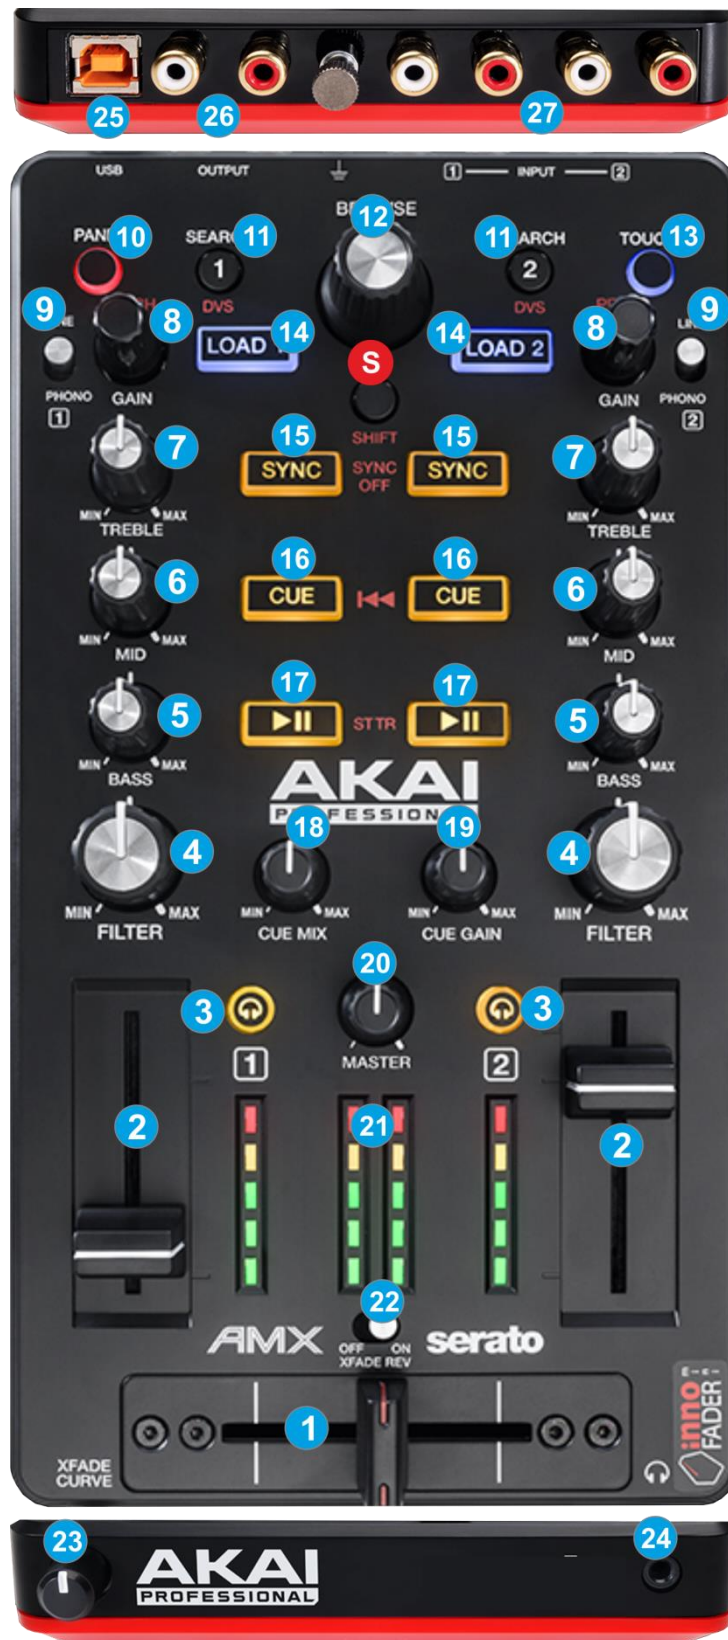 25 26 27
USB OUTPUT 1 INPUT 2
12
10 11 11 13
1 2
DVS DVS
9 8 14 14 8 9
LOAD LOAD 2
S
PHONO GAIN GAIN PHONO
1 2
SHIFT
7 15 15 7
SYNC SYNC OFF SYNC
MIN MAX MIN MAX
TREBLE TREBLE
6 16 16 6
CUE CUE
MIN MAX MIN MAX
MID MID
5 17 17 5
STTR
MIN MAX MIN MAX
BASS BASS
AKAI
18 19
4 4
MIN MAX MIN MAX MIN MAX MIN MAX
FILTER CUE MIX CUE GAIN FILTER
20
3 3
1 MASTER 2
2 21 2
22
AMX OFF ON serato
XFADE REV
1
XFADE
CURVE
mini
inno
FADER
23 24
AKAI
PROFESSIONAL